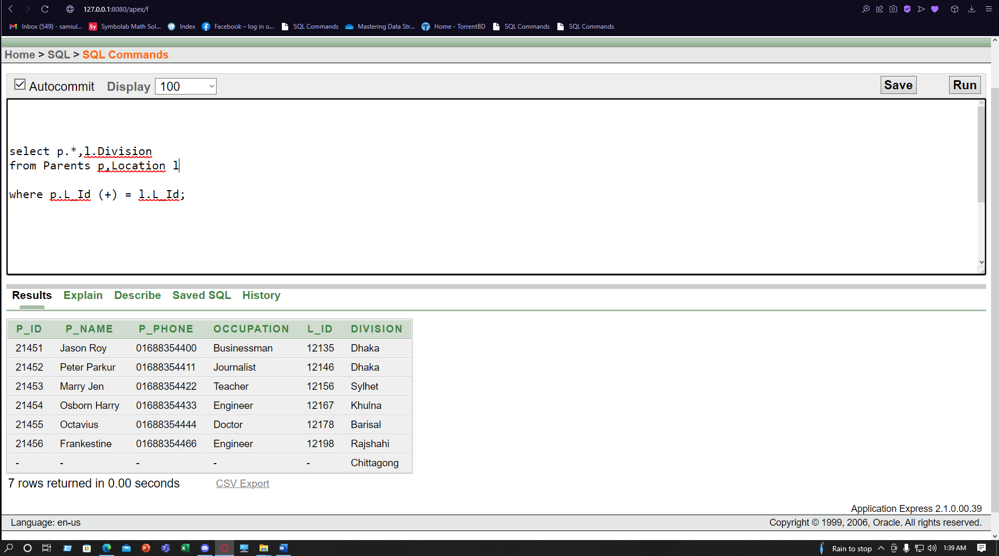 127.0.0.1:8080/apex/f
Inbox (549) - samiul... Symbolab Math Sol... Index Facebook – log in o... SQL Commands Mastering Data Str... Home - TorrentBD SQL Commands SQL Commands
Home > SQL > SQL Commands
Autocommit Display 100 Save Run
select p.*,l.Division
from Parents p,Location l
where p.L_Id (+) = l.L_Id;
Results Explain Describe Saved SQL History
P_ID P_NAME P_PHONE OCCUPATION L_ID DIVISION
21451 Jason Roy 01688354400 Businessman 12135 Dhaka
21452 Peter Parkur 01688354411 Journalist 12146 Dhaka
21453 Marry Jen 01688354422 Teacher 12156 Sylhet
21454 Osborn Harry 01688354433 Engineer 12167 Khulna
21455 Octavius 01688354444 Doctor 12178 Barisal
21456 Frankestine 01688354466 Engineer 12198 Rajshahi
- - - - - Chittagong
7 rows returned in 0.00 seconds CSV Export
Application Express 2.1.0.00.39
Language: en-us Copyright © 1999, 2006, Oracle. All rights reserved.
Rain to stop 1:39 AM